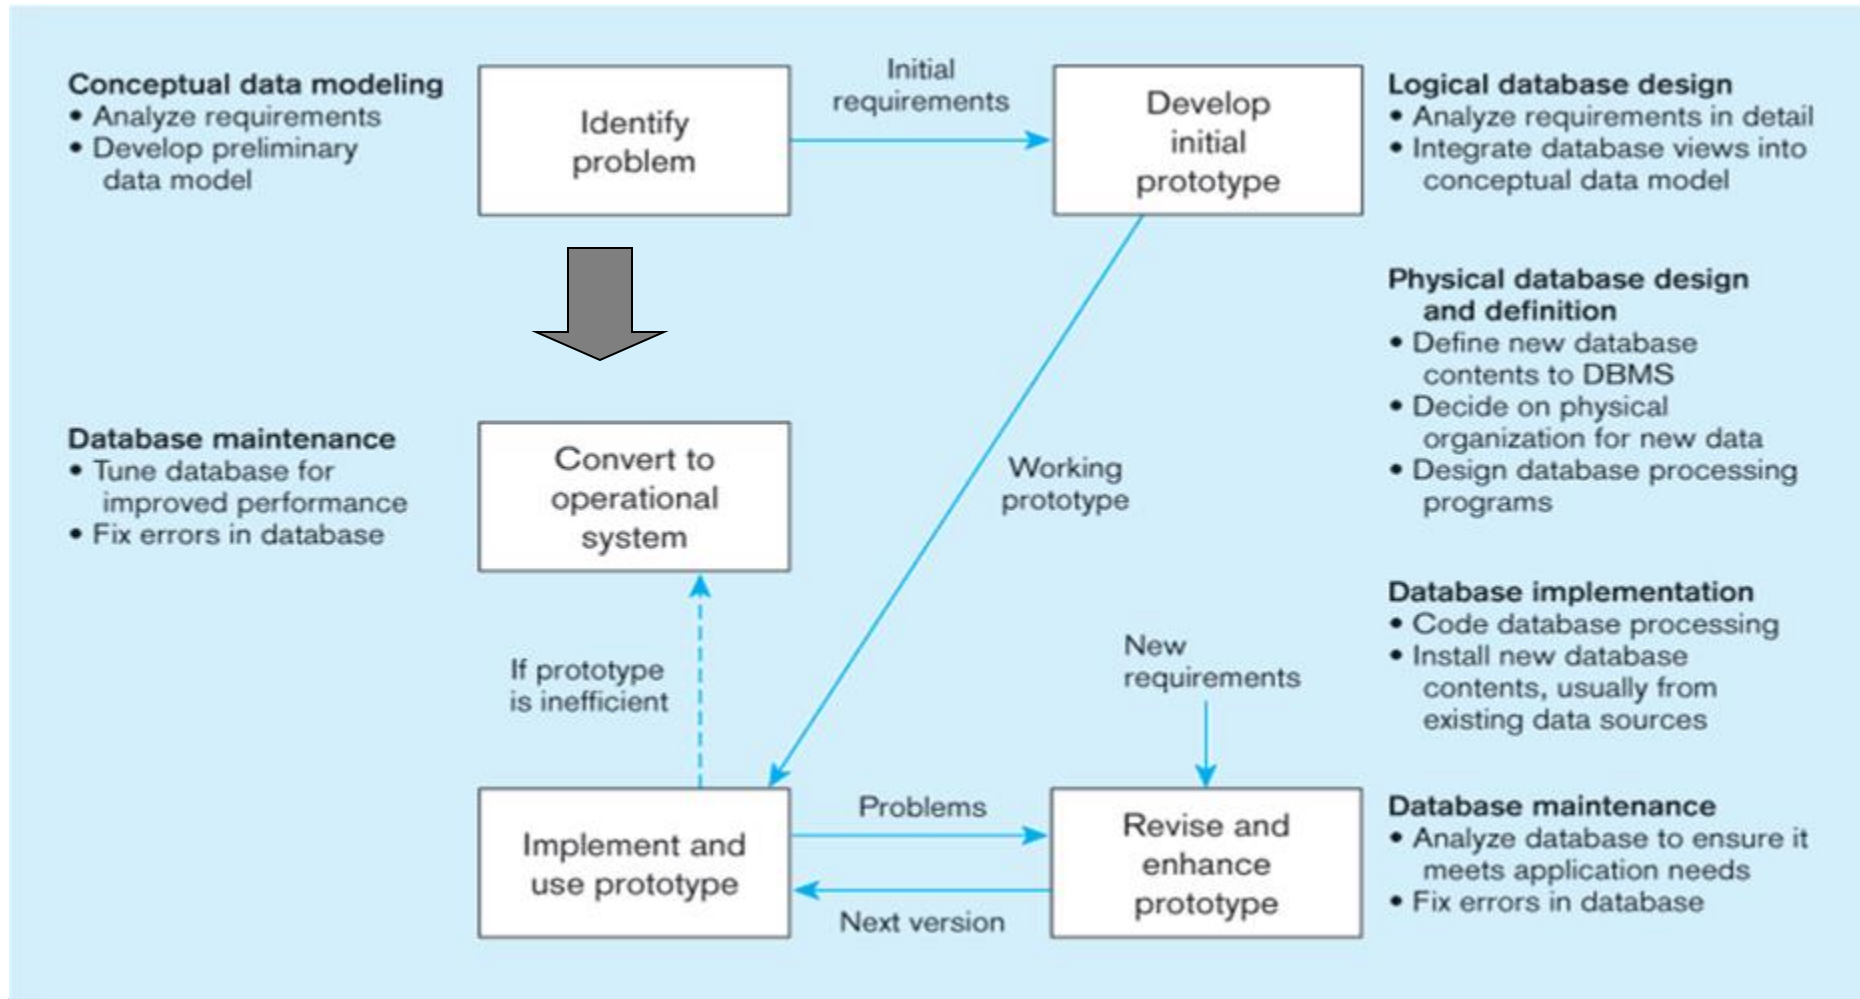 Conceptual data modeling
• Analyze requirements
• Develop preliminary
data model
Identify
problem
Initial
requirements
Develop
initial
prototype
Logical database design
• Analyze requirements in detail
• Integrate database views into
conceptual data model
Physical database design
and definition
• Define new database
contents to DBMS
• Decide on physical
organization for new data
• Design database processing
programs
Database maintenance
• Tune database for
improved performance
• Fix errors in database
Convert to
operational
system
Working
prototype
Database implementation
• Code database processing
• Install new database
contents, usually from
existing data sources
If prototype
is inefficient
New
requirements
Implement and
use prototype
Problems
Next version
Revise and
enhance
prototype
Database maintenance
• Analyze database to ensure it
meets application needs
• Fix errors in database